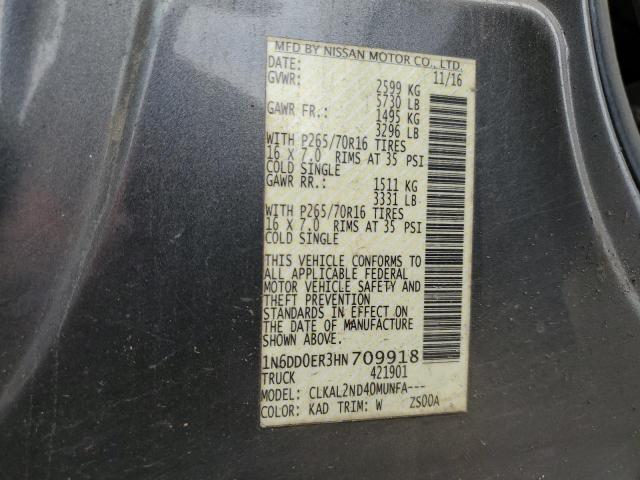 MFD BY NISSAN MOTOR CO., LTD.
DATE: 11/16
GVWR: 2599 KG
5730 LB
GAWR FR.: 1495 KG
3296 LB
WITH P265/70R16 TIRES
16 X 7.0 RIMS AT 35 PSI
COLD SINGLE
GAWR RR.: 1511 KG
3331 LB
WITH P265/70R16 TIRES
16 X 7.0 RIMS AT 35 PSI
COLD SINGLE
THIS VEHICLE CONFORMS TO
ALL APPLICABLE FEDERAL
MOTOR VEHICLE SAFETY AND
THEFT PREVENTION
STANDARDS IN EFFECT ON
THE DATE OF MANUFACTURE
SHOWN ABOVE.
1N6DD0ER3HN 709918
TRUCK 421901
MODEL: CLKAL2ND40MUNFA---
COLOR: KAD TRIM: W ZS00A